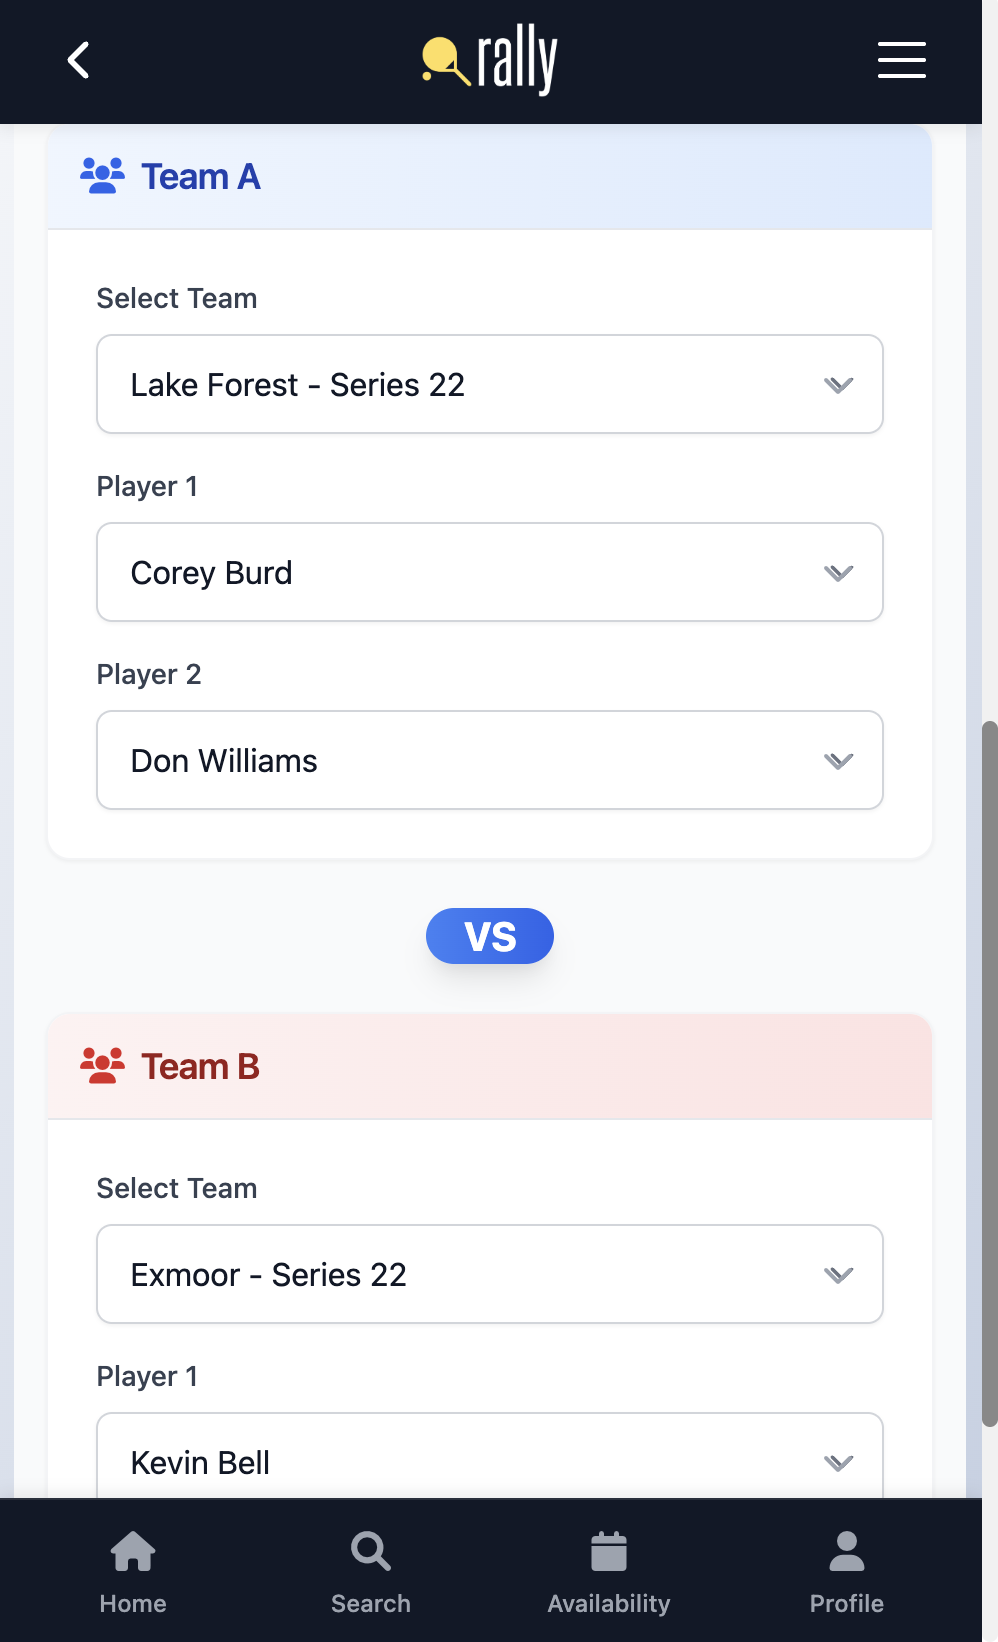 rally
Team A
Select Team
Lake Forest - Series 22
Player 1
Corey Burd
Player 2
Don Williams
VS
Team B
Select Team
Exmoor - Series 22
Player 1
Kevin Bell
Home
Search
Availability
Profile